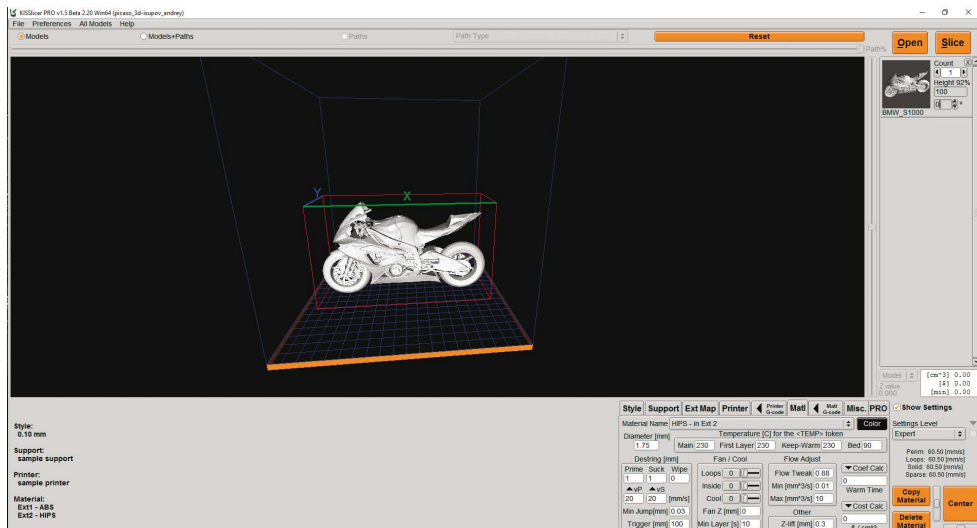 KISSlicer PRO v1.5 Beta 2.20 Win64 (picaso_3d-isupov_andrey)
File Preferences All Models Help
Models Models+Paths Paths Path Type Reset Path% Open Slice
Count X
1
Height 92%
100
0 °
BMW_S1000
Y X
Model [cm^3] 0.00
Z value [$] 0.00
0.000 [min] 0.00
Style Support Ext Map Printer Printer G-code Matl Matl G-code Misc. PRO Show Settings
Style:
0.10 mm
Support:
sample support
Printer:
sample printer
Material:
Ext1 - ABS
Ext2 - HIPS
Material Name HIPS - in Ext 2 Color
Diameter [mm] Temperature [C] for the <TEMP> token
1.75 Main 230 First Layer 230 Keep-Warm 230 Bed 90
Destring [mm] Fan / Cool Flow Adjust
Prime Suck Wipe Loops 0 Flow Tweak 0.88 Coef Calc
1 1 0 Inside 0 Min [mm^3/s] 0.01 0
vP vS Warm Time
20 20 [mm/s] Cool 0 Max [mm^3/s] 10
Min Jump[mm] 0.03 Fan Z [mm] 0 Other Cost Calc
Trigger [mm] 100 Min Layer [s] 10 Z-lift [mm] 0.3 0
$ / cm^3
Settings Level
Expert
Perim: 60.50 [mm/s]
Loops: 60.50 [mm/s]
Solid: 60.50 [mm/s]
Sparse: 60.50 [mm/s]
Copy Material
Center
Delete Material